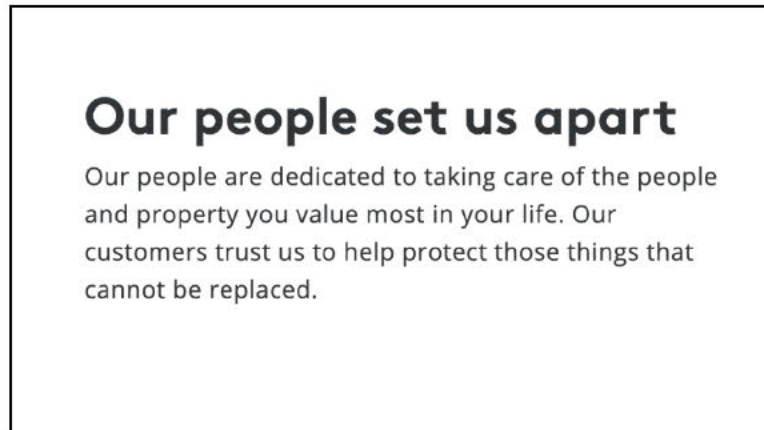 Our people set us apart
Our people are dedicated to taking care of the people
and property you value most in your life. Our
customers trust us to help protect those things that
cannot be replaced.